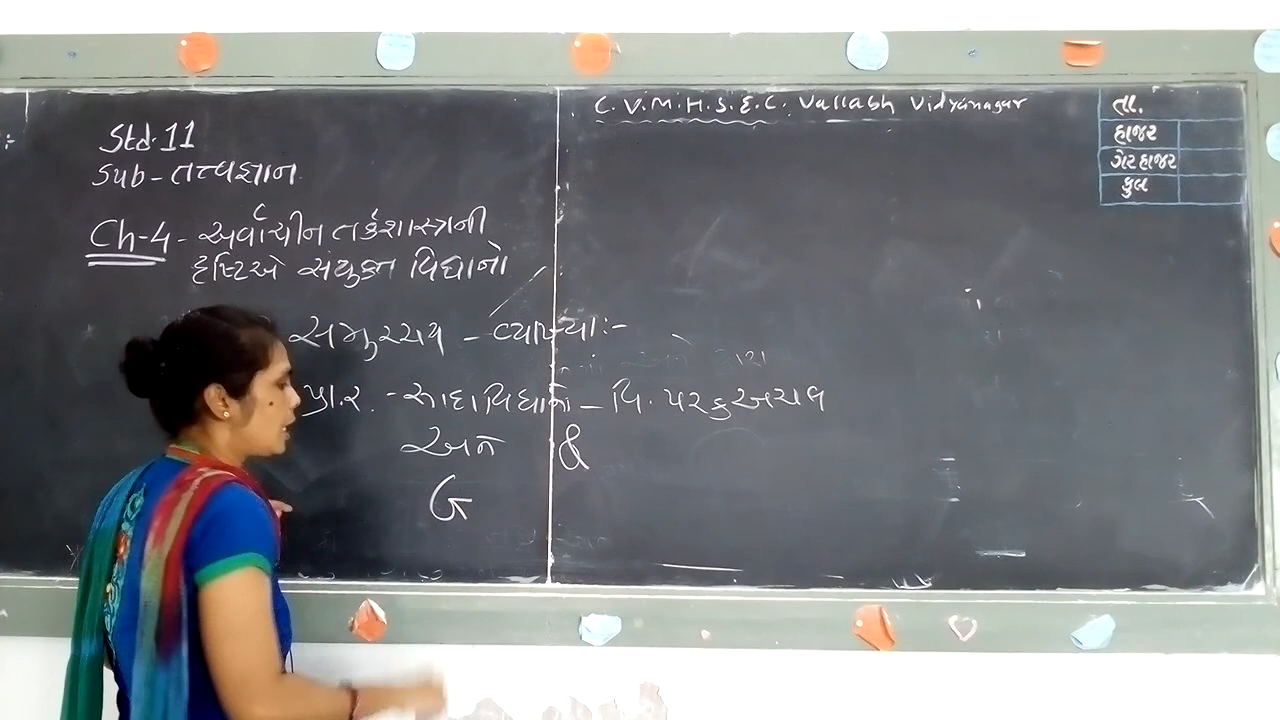 Std-11
Sub - તત્વજ્ઞાન
Ch-4 - અર્વાચીન તર્કશાસ્ત્રની
દૃષ્ટિએ સંયુક્ત વિધાનો
સમુચ્ચય - વ્યાખ્યા:-
પ્રા.ર. - સાદા વિધાનો - વિ. પરક અવયવ
અને &
C.V.M.H.S.E.C. Vallabh Vidyanagar
તા.
હાજર
ગેરહાજર
કુલ